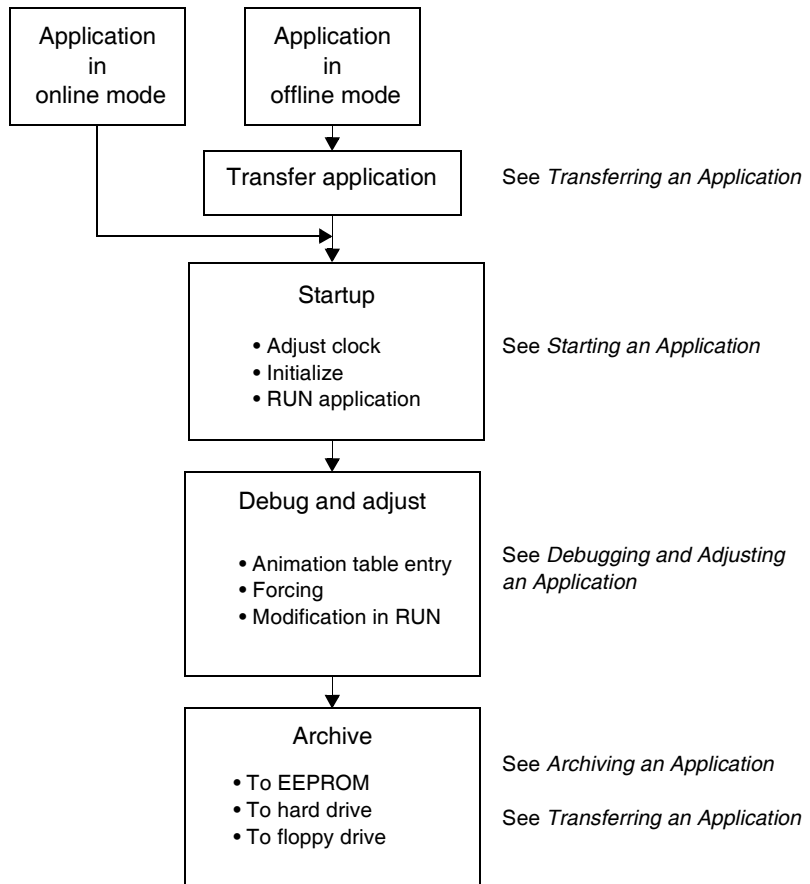 Application
in
online mode
Application
in
offline mode
Transfer application
See Transferring an Application
Startup
• Adjust clock
• Initialize
• RUN application
See Starting an Application
Debug and adjust
• Animation table entry
• Forcing
• Modification in RUN
See Debugging and Adjusting
an Application
Archive
• To EEPROM
• To hard drive
• To floppy drive
See Archiving an Application
See Transferring an Application